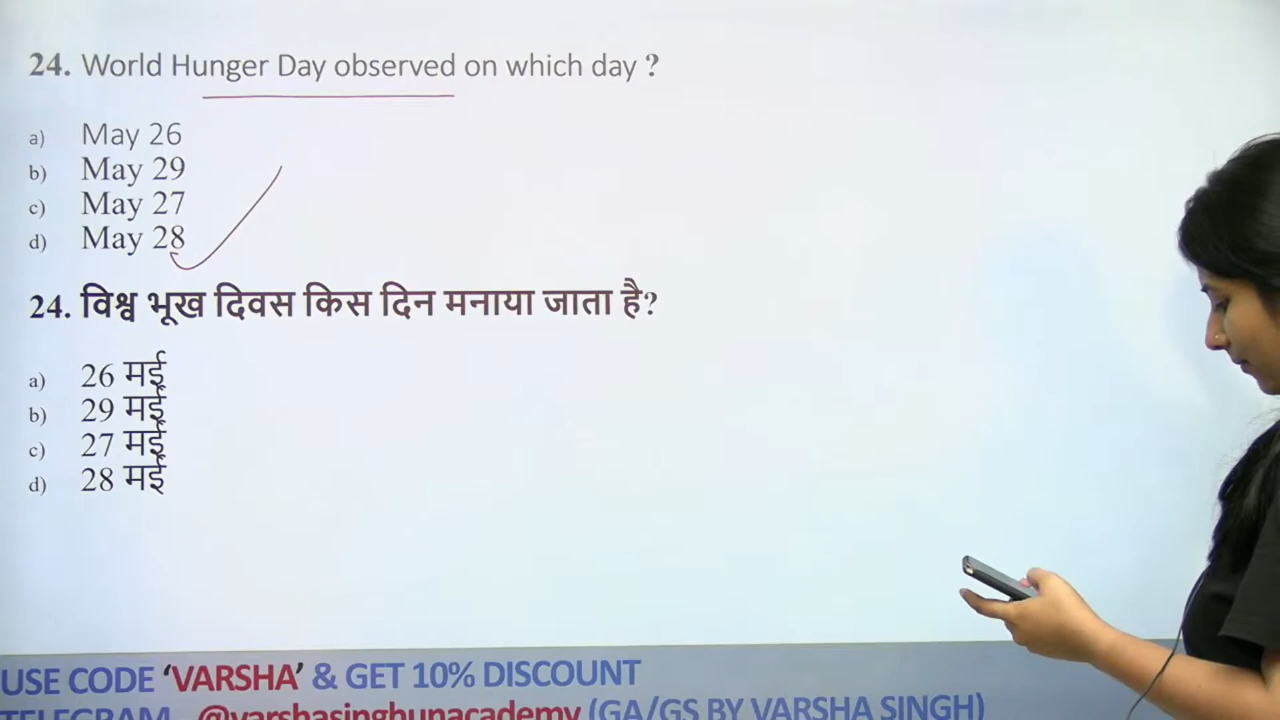 24. World Hunger Day observed on which day ?
a) May 26
b) May 29
c) May 27
d) May 28
24. विश्व भूख दिवस किस दिन मनाया जाता है?
a) 26 मई
b) 29 मई
c) 27 मई
d) 28 मई
USE CODE ‘VARSHA’ & GET 10% DISCOUNT
TELEGRAM @varshasinghunacademy (GA/GS BY VARSHA SINGH)